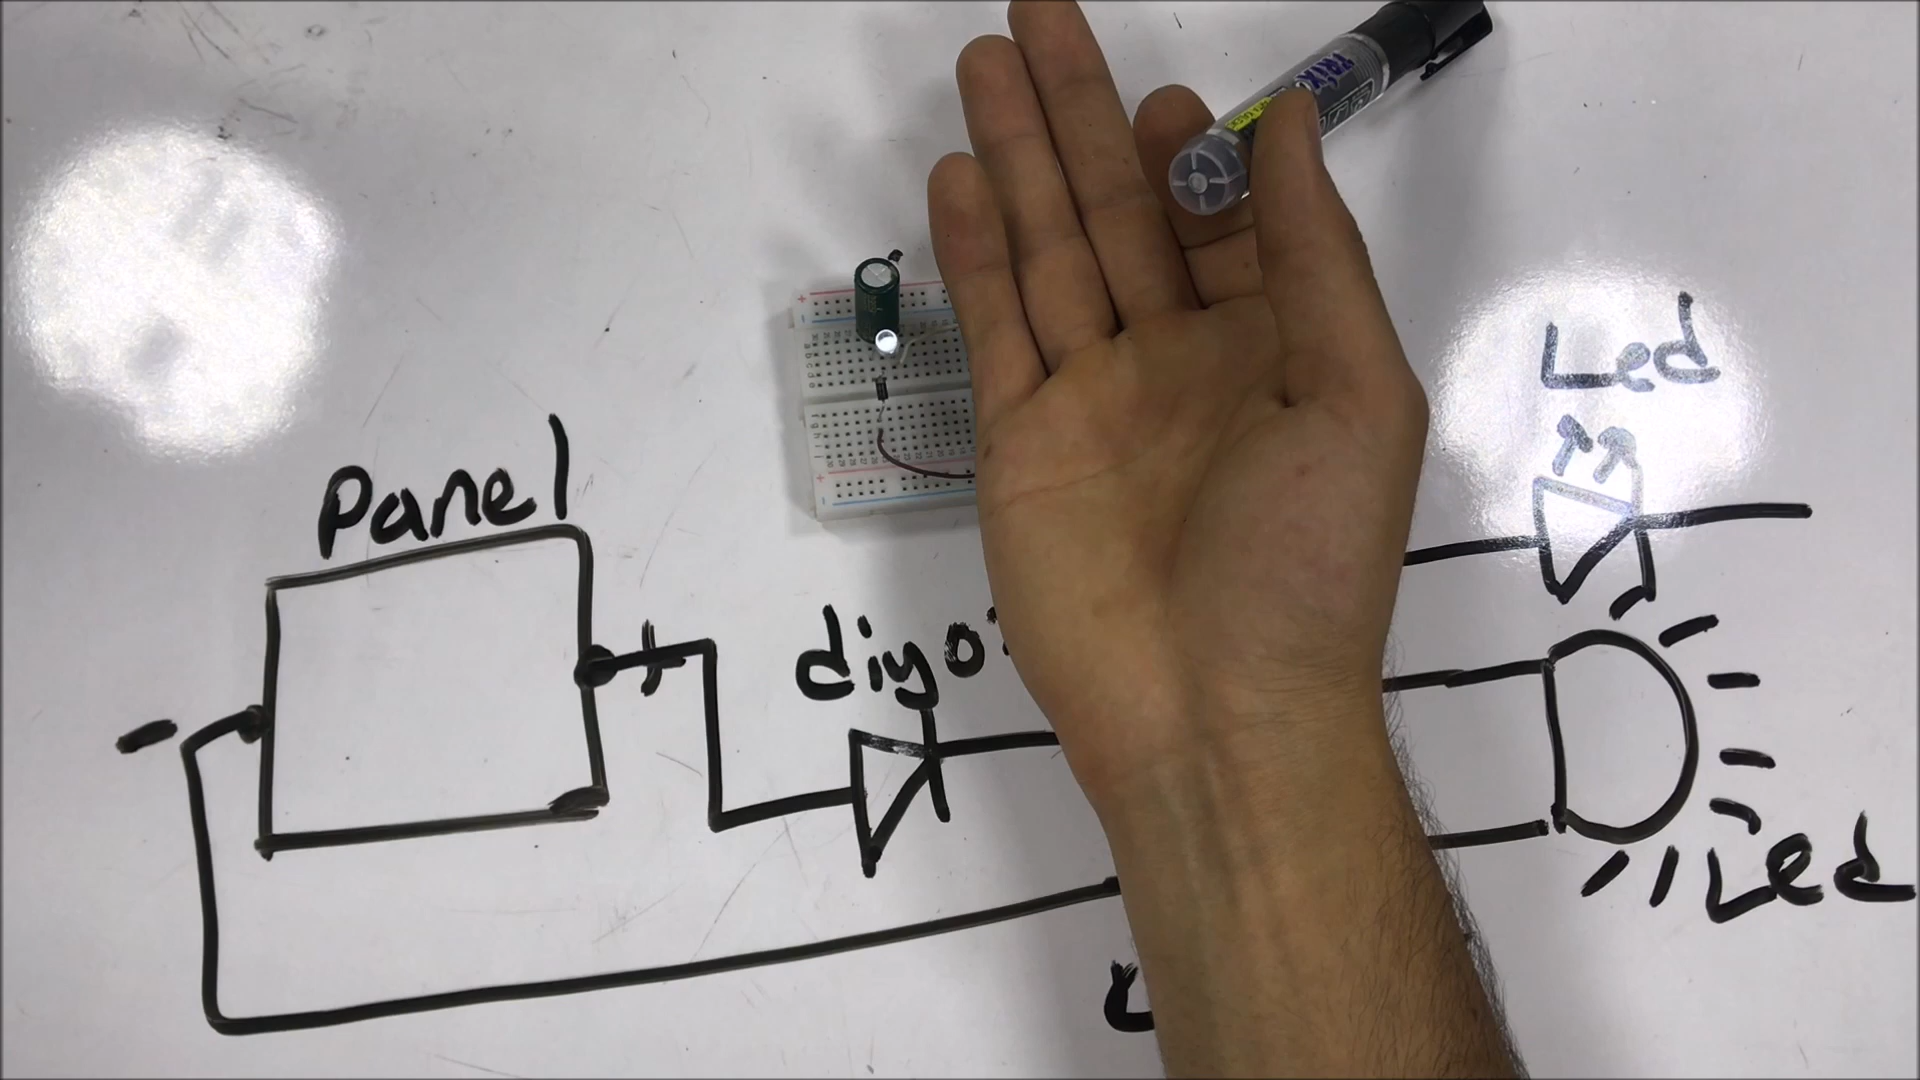 Led
Panel
+
diyo
-
Led